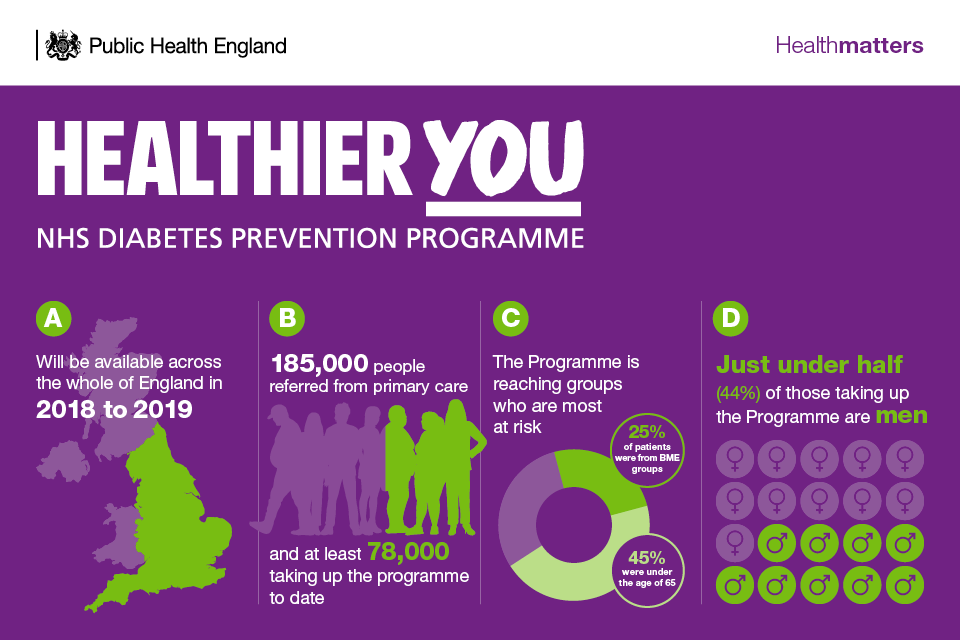 Public Health England
Healthmatters
HEALTHIER YOU
NHS DIABETES PREVENTION PROGRAMME
A
Will be available across
the whole of England in
2018 to 2019
B
185,000 people
referred from primary care
and at least 78,000
taking up the programme
to date
C
The Programme is
reaching groups
who are most
at risk
25%
of patients
were from BME
groups
45%
were under
the age of 65
D
Just under half
(44%) of those taking up
the Programme are men